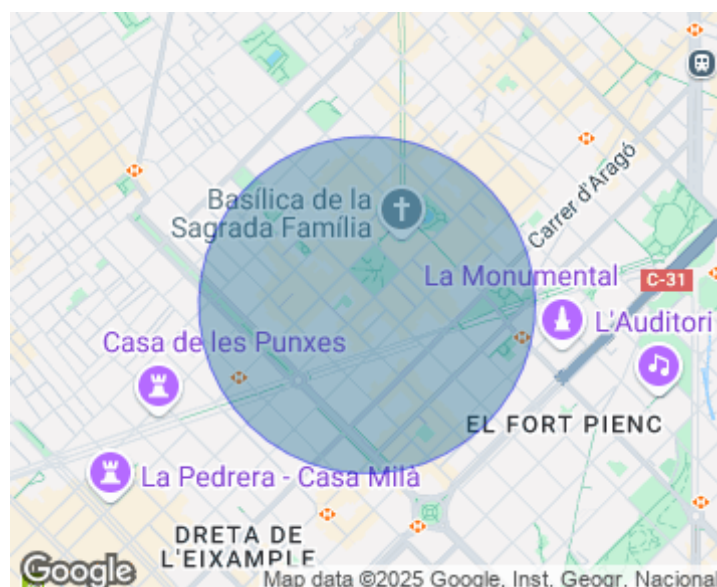 Basílica de la
Sagrada Família
Carrer d'Aragó
La Monumental
C-31
L'Auditori
Casa de les Punxes
EL FORT PIENC
La Pedrera - Casa Milà
DRETA DE
L'EIXAMPLE
Google
Map data ©2025 Google, Inst. Geogr. Nacional